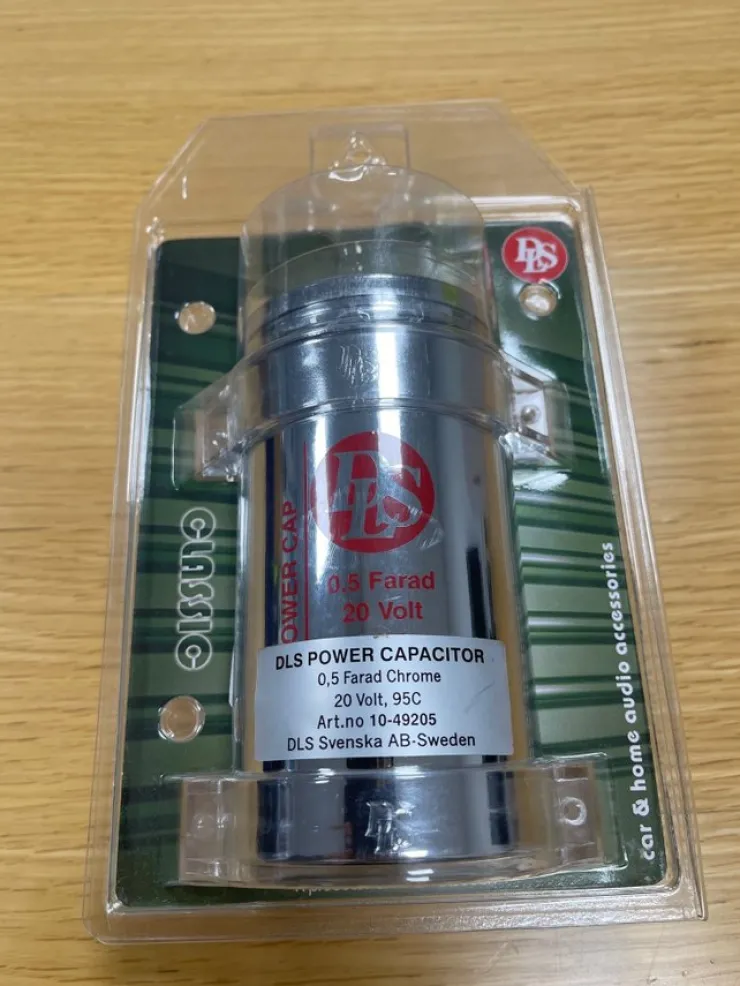 DLS
DLS
POWER CAP
0.5 Farad
20 Volt
DLS POWER CAPACITOR
0,5 Farad Chrome
20 Volt, 95C
Art.no 10-49205
DLS Svenska AB-Sweden
CLASSIC
car & home audio accessories